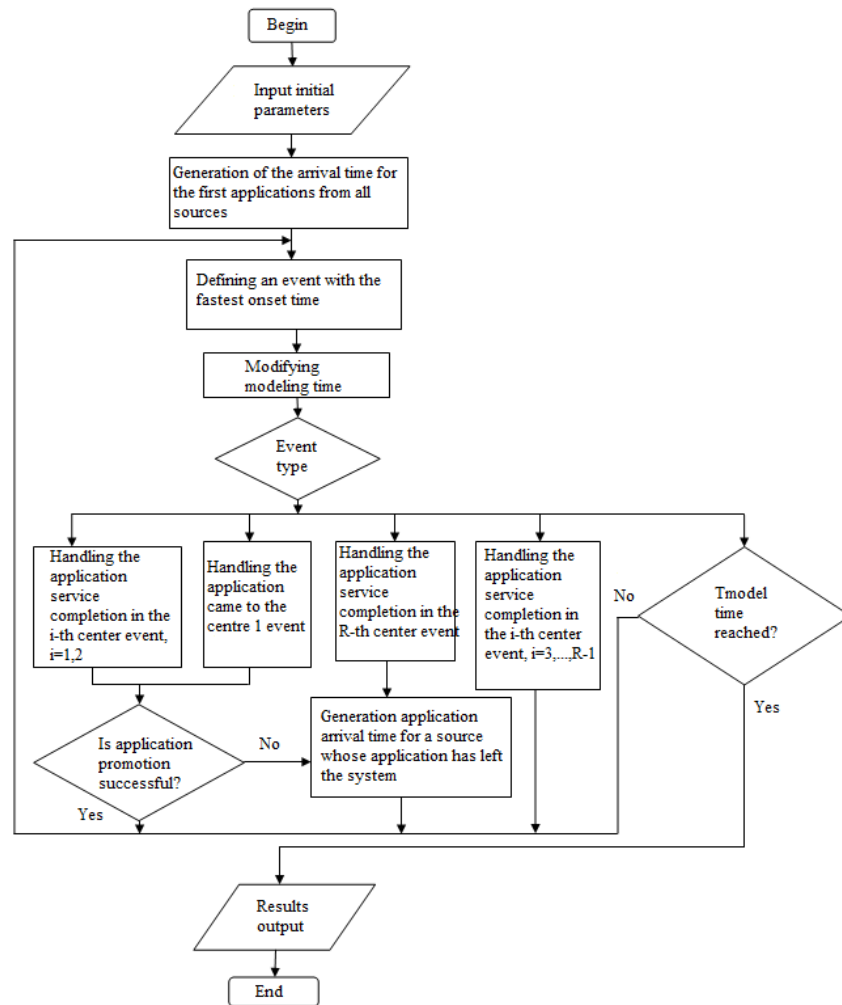 Begin
Input initial
parameters
Generation of the arrival time for
the first applications from all
sources
Defining an event with the
fastest onset time
Modifying
modeling time
Event
type
Handling the
application
service
completion in the
i-th center event,
i=1,2
Handling the
application
came to the
centre 1 event
Handling the
application
service
completion in the
R-th center event
Handling the
application
service
completion in
the i-th center
event, i=3,...,R-1
No
Tmodel
time
reached?
Yes
Is application
promotion
successful?
No
Yes
Generation application
arrival time for a source
whose application has left
the system
Results
output
End